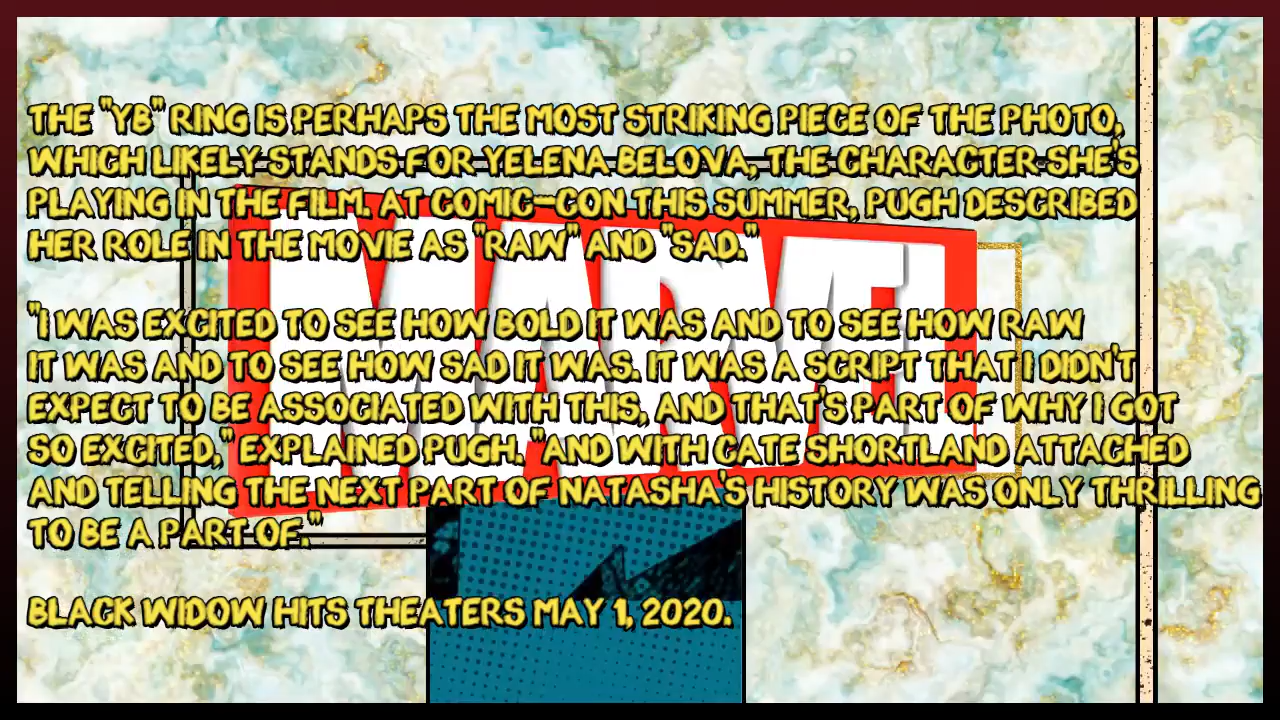 THE "YB" RING IS PERHAPS THE MOST STRIKING PIECE OF THE PHOTO,
WHICH LIKELY STANDS FOR YELENA BELOVA, THE CHARACTER SHE'S
PLAYING IN THE FILM. AT COMIC-CON THIS SUMMER, PUGH DESCRIBED
HER ROLE IN THE MOVIE AS "RAW" AND "SAD."
"I WAS EXCITED TO SEE HOW BOLD IT WAS AND TO SEE HOW RAW
IT WAS AND TO SEE HOW SAD IT WAS. IT WAS A SCRIPT THAT I DIDN'T
EXPECT TO BE ASSOCIATED WITH THIS, AND THAT'S PART OF WHY I GOT
SO EXCITED," EXPLAINED PUGH. "AND WITH CATE SHORTLAND ATTACHED
AND TELLING THE NEXT PART OF NATASHA'S HISTORY WAS ONLY THRILLING
TO BE A PART OF."
BLACK WIDOW HITS THEATERS MAY 1, 2020.
MARVEL